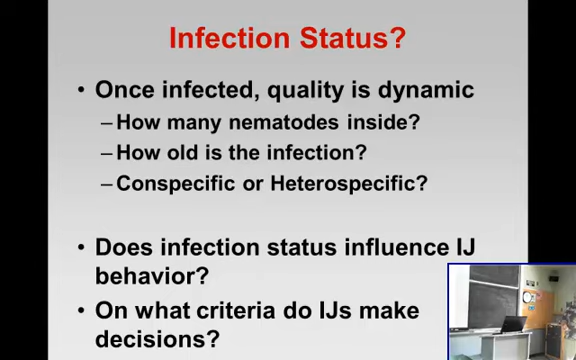 Infection Status?
• Once infected, quality is dynamic
– How many nematodes inside?
– How old is the infection?
– Conspecific or Heterospecific?
• Does infection status influence IJ
behavior?
• On what criteria do IJs make
decisions?